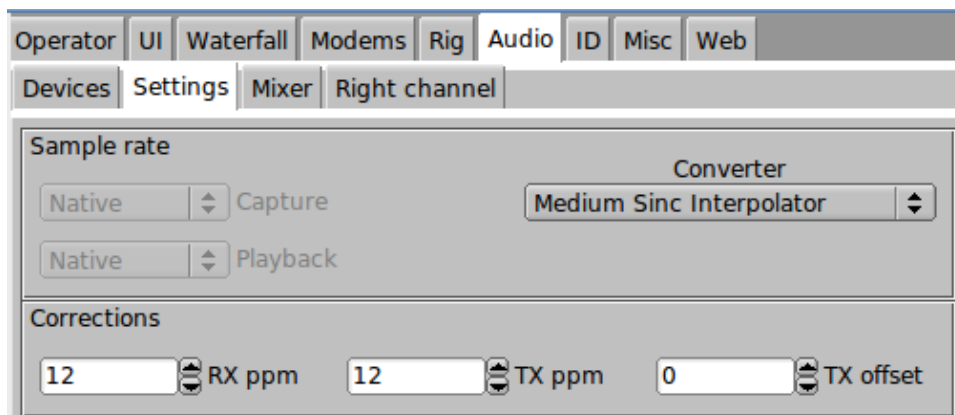 Operator UI Waterfall Modems Rig Audio ID Misc Web
Devices Settings Mixer Right channel
Sample rate
Converter
Native Capture Medium Sinc Interpolator
Native Playback
Corrections
12 RX ppm 12 TX ppm 0 TX offset